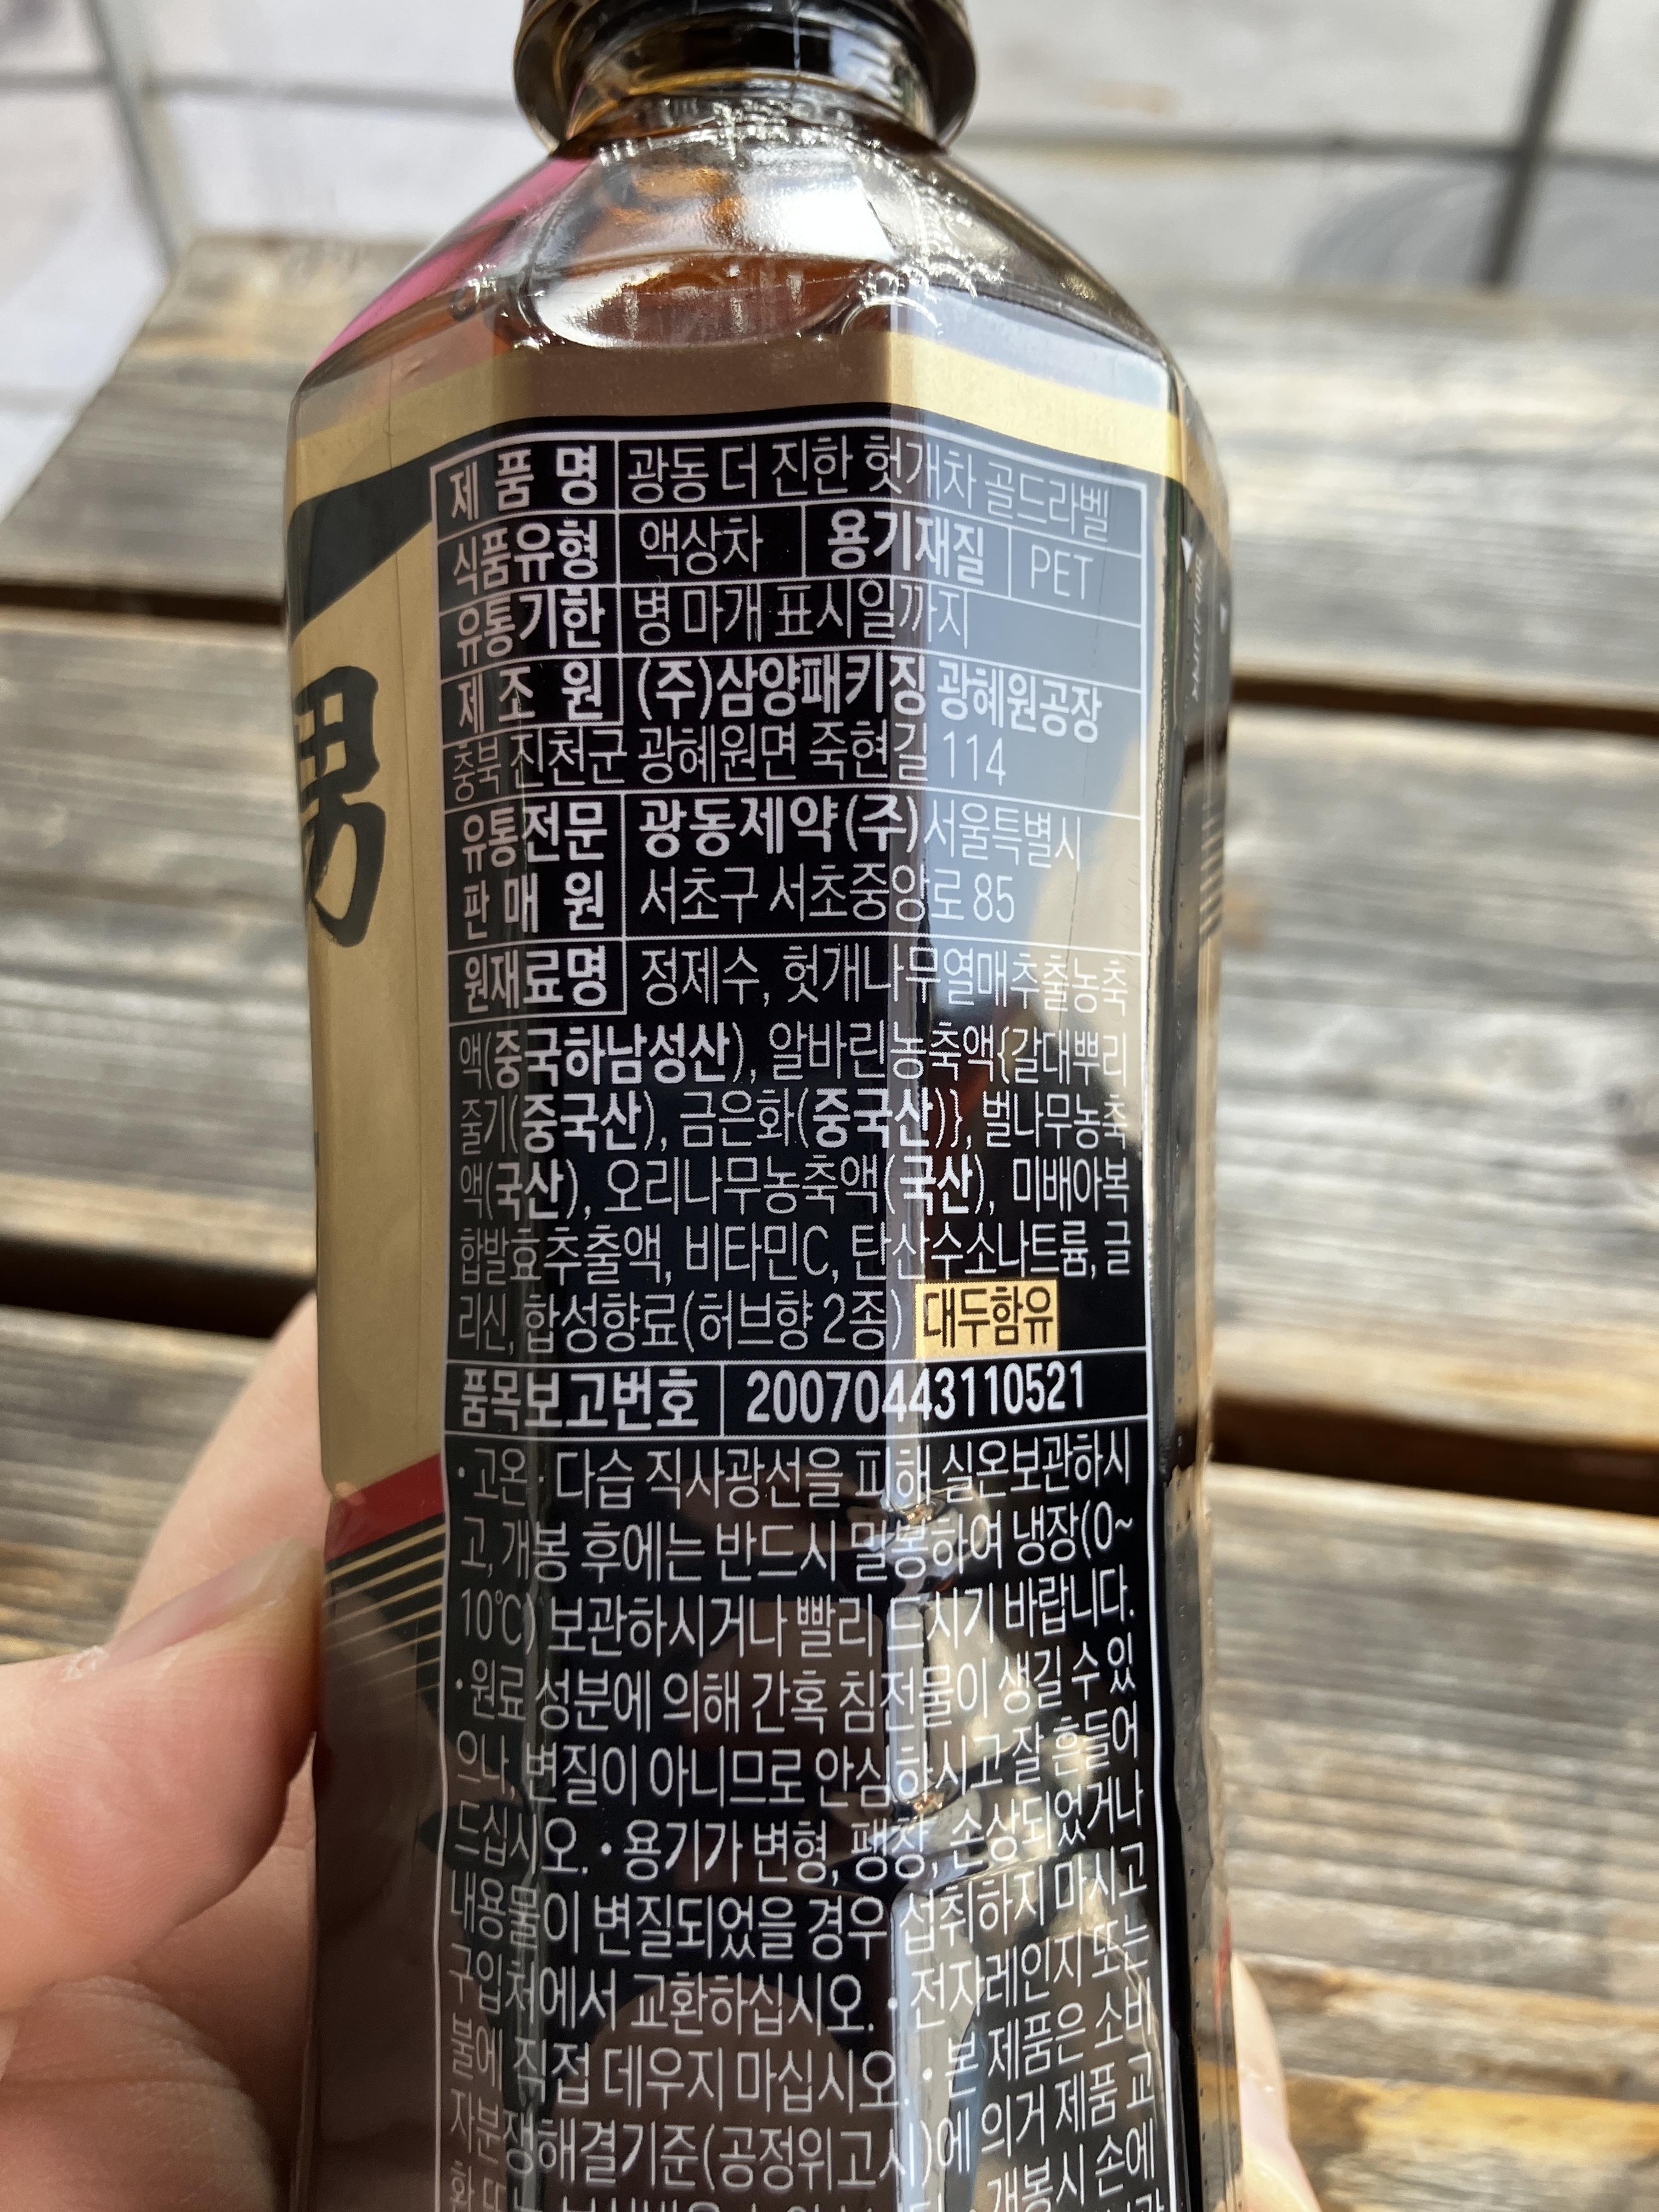 男
제 품 명 광동 더 진한 헛개차 골드라벨
식품유형 액상차 용기재질 PET
유통기한 병 마개 표시일까지
제 조 원 (주)삼양패키징 광혜원공장
충북 진천군 광혜원면 죽현길 114
유통전문 광동제약(주) 서울특별시
판 매 원 서초구 서초중앙로 85
원재료명 정제수, 헛개나무열매추출농축
액(중국하남성산), 알바린농축액{갈대뿌리
줄기(중국산), 금은화(중국산)}, 벌나무농축
액(국산), 오리나무농축액(국산), 미배아복
합발효추출액, 비타민C, 탄산수소나트륨, 글
리신, 합성향료(허브향 2종) 대두함유
품목보고번호 20070443110521
·고온·다습 직사광선을 피해 실온보관하시
고, 개봉 후에는 반드시 밀봉하여 냉장(0~
10℃) 보관하시거나 빨리 드시기 바랍니다.
·원료 성분에 의해 간혹 침전물이 생길 수 있
으나, 변질이 아니므로 안심하시고 잘 흔들어
드십시오. ·용기가 변형, 팽창, 손상되었거나
내용물이 변질되었을 경우 섭취하지 마시고
구입처에서 교환하십시오. ·전자레인지 또는
불에 직접 데우지 마십시오. ·본 제품은 소비
자분쟁해결기준(공정위고시)에 의거 제품 교
개봉시 손에